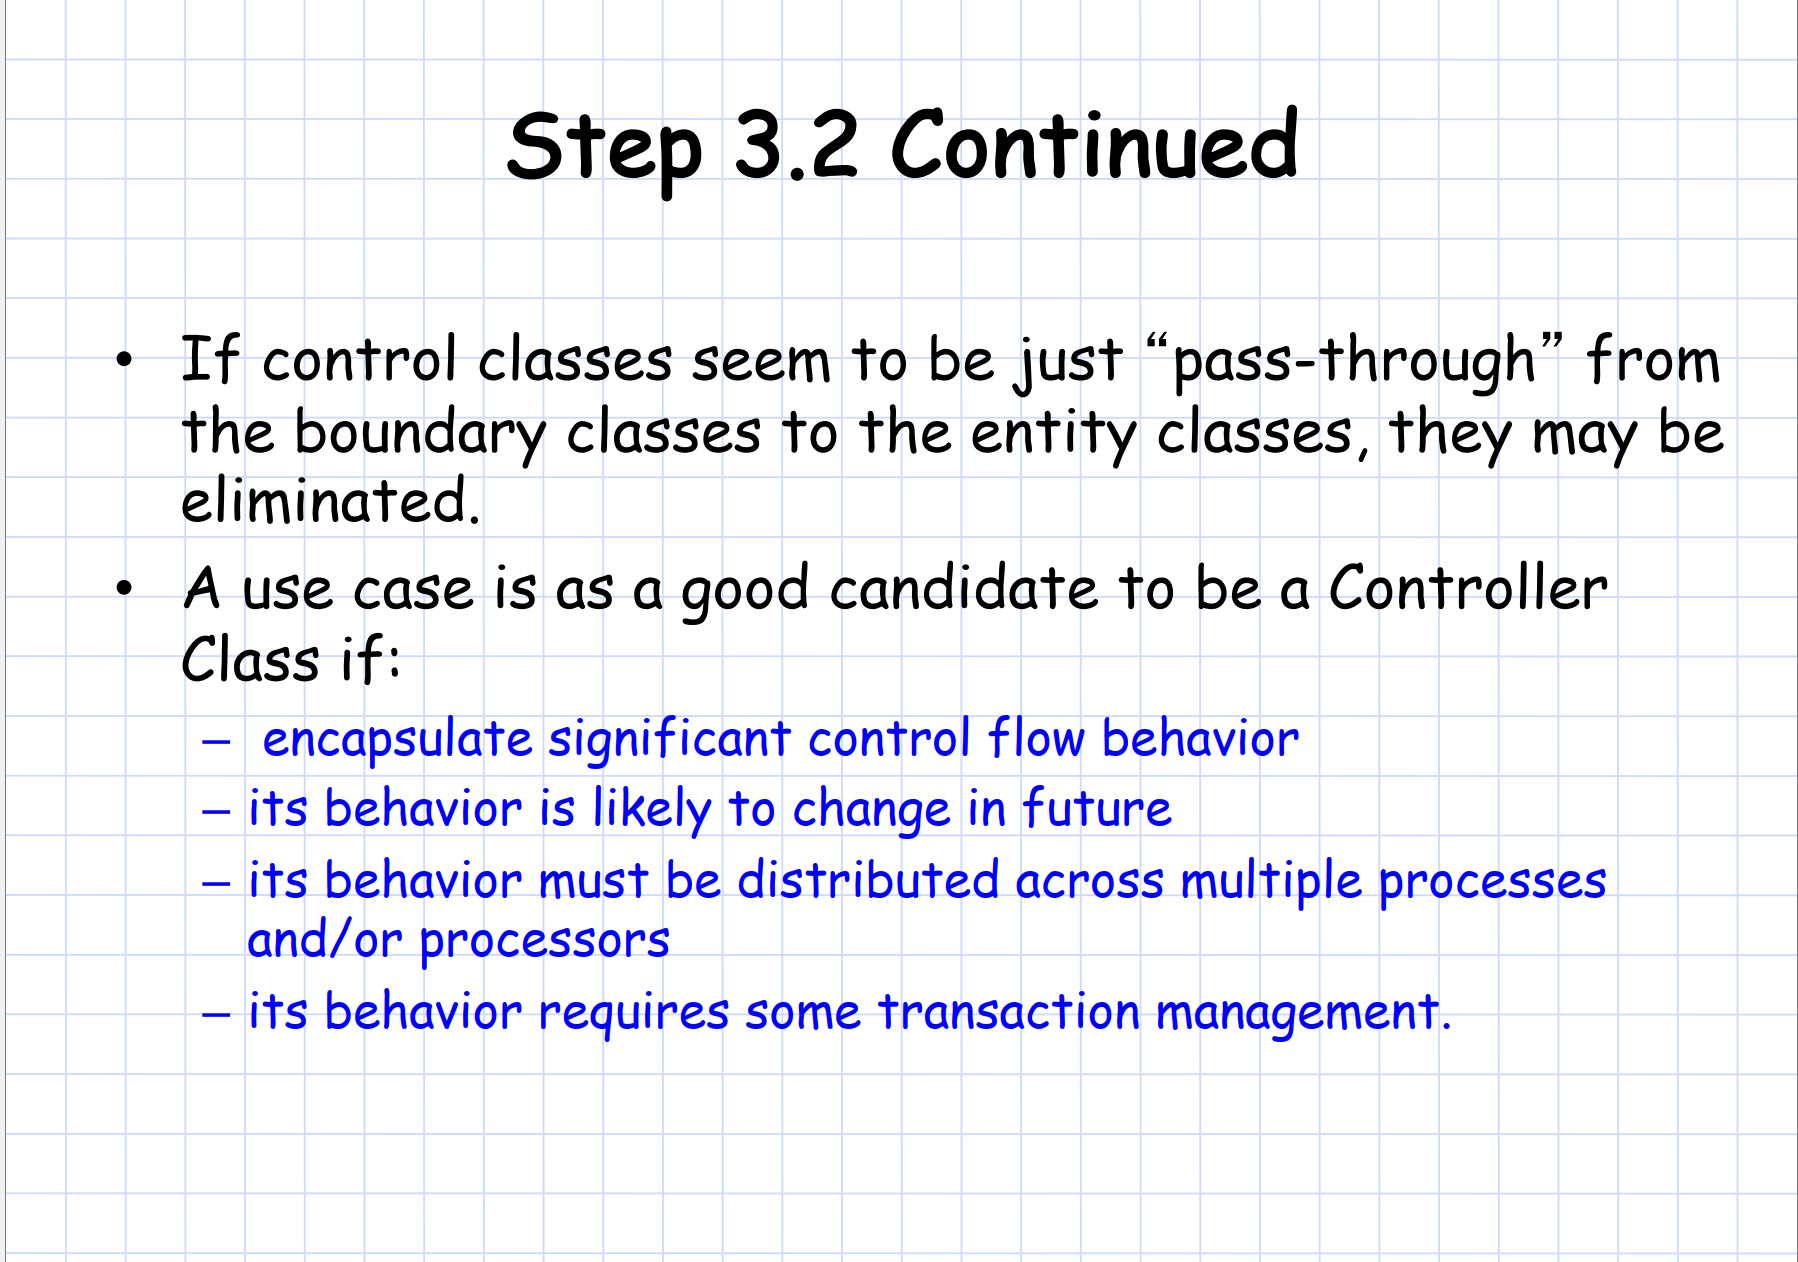 Step 3.2 Continued
• If control classes seem to be just “pass-through” from
the boundary classes to the entity classes, they may be
eliminated.
• A use case is as a good candidate to be a Controller
Class if:
– encapsulate significant control flow behavior
– its behavior is likely to change in future
– its behavior must be distributed across multiple processes
and/or processors
– its behavior requires some transaction management.